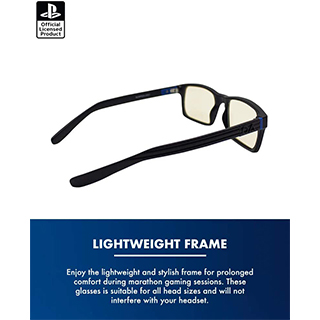 Official
Licensed
Product
LIGHTWEIGHT FRAME
Enjoy the lightweight and stylish frame for prolonged
comfort during marathon gaming sessions. These
glasses is suitable for all head sizes and will not
interfere with your headset.